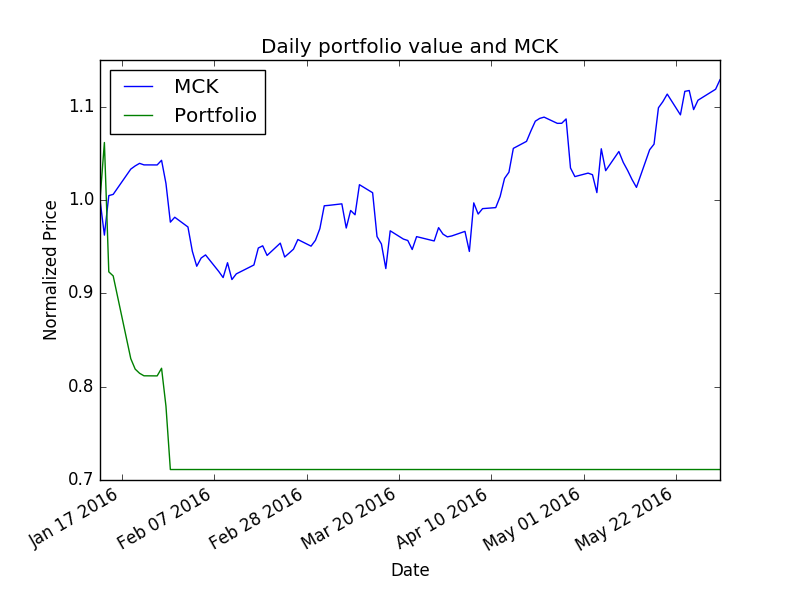 Daily portfolio value and MCK
MCK
Portfolio
1.1
1.0
0.9
0.8
0.7
Normalized Price
Jan 17 2016
Feb 07 2016
Feb 28 2016
Mar 20 2016
Apr 10 2016
May 01 2016
May 22 2016
Date